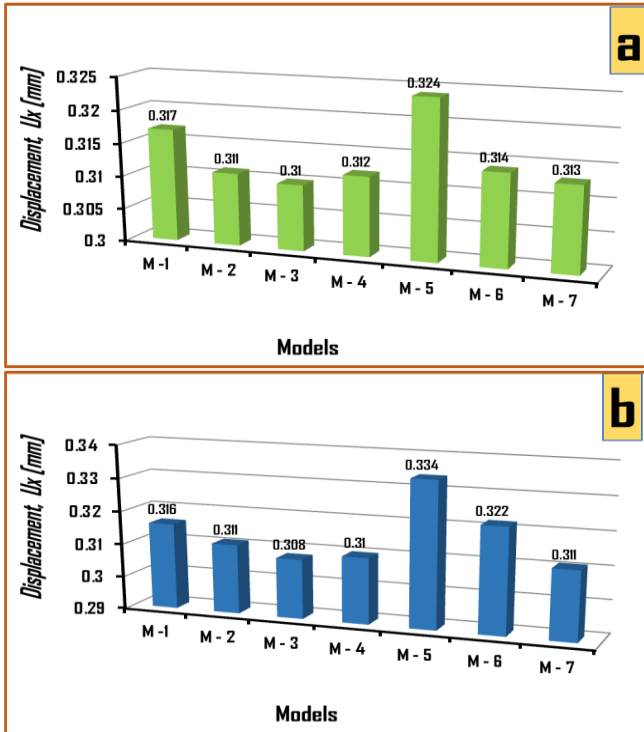 a
Displacement, Ux (mm)
0.325
0.32
0.315
0.31
0.305
0.3
0.317
0.311
0.31
0.312
0.324
0.314
0.313
M -1
M - 2
M - 3
M - 4
M - 5
M - 6
M - 7
Models
b
Displacement, Ux (mm)
0.34
0.33
0.32
0.31
0.3
0.29
0.316
0.311
0.308
0.31
0.334
0.322
0.311
M -1
M - 2
M - 3
M - 4
M - 5
M - 6
M - 7
Models